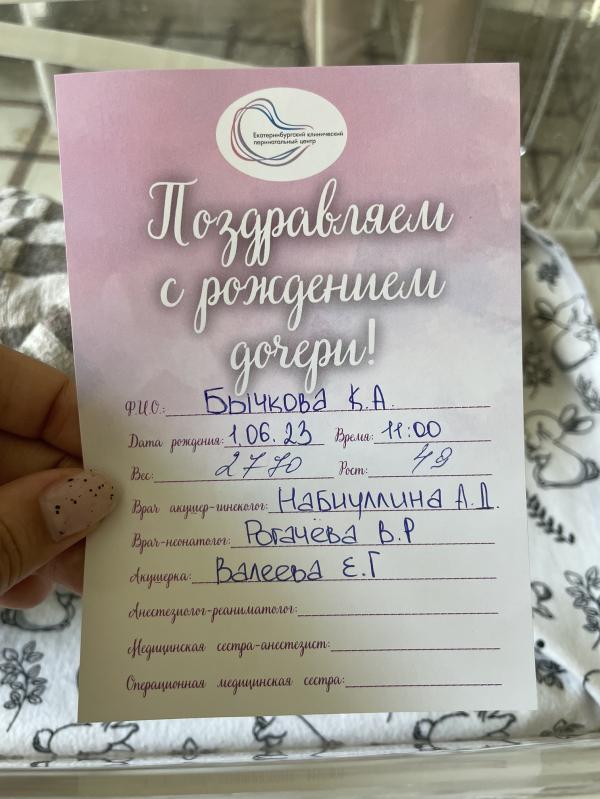 Екатеринбургский клинический
перинатальный центр
Поздравляем
с рождением
дочери!
Ф.И.О.: Бычкова К.А.
Дата рождения: 1.06.23 Время: 11:00
Вес: 2770 Рост: 49
Врач акушер-гинеколог: Набиуллина А.Д.
Врач-неонатолог: Рогачёва В.Р
Акушерка: Валеева Е.Г
Анестезиолог-реаниматолог:
Медицинская сестра-анестезист:
Операционная медицинская сестра: